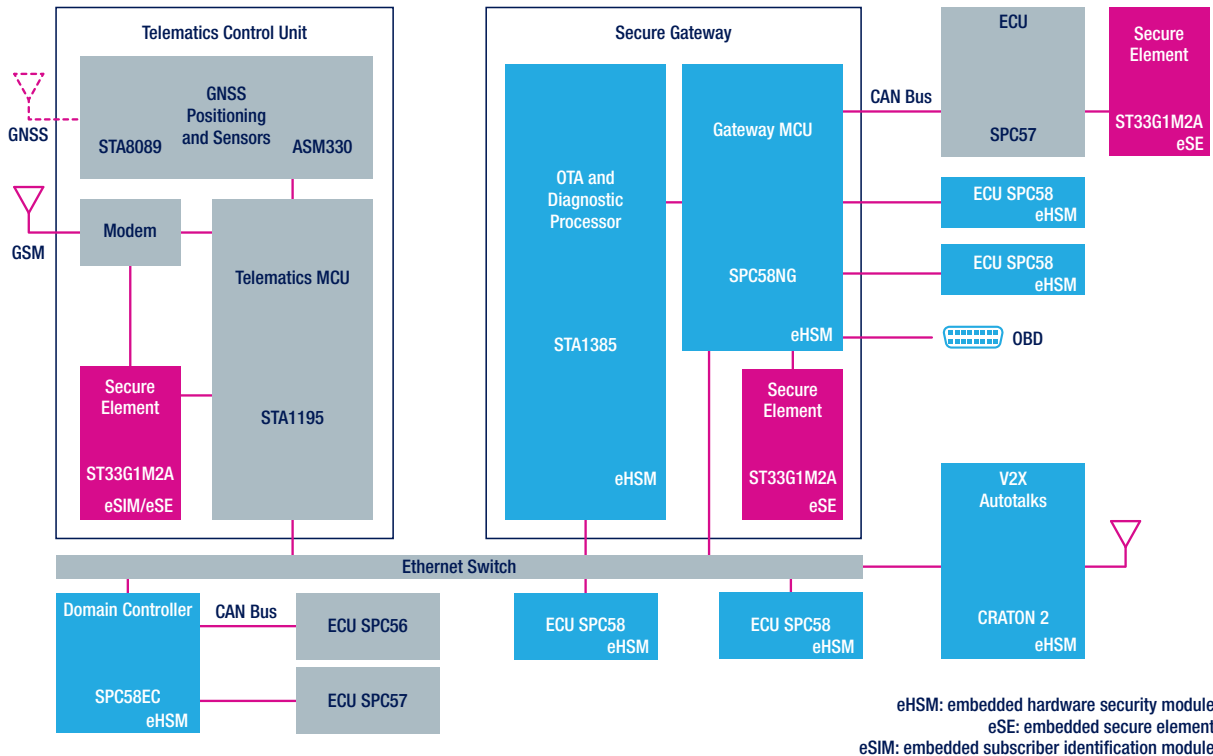 Telematics Control Unit
GNSS
Positioning
and Sensors
STA8089
ASM330
GNSS
Modem
GSM
Telematics MCU
STA1195
Secure
Element
ST33G1M2A
eSIM/eSE
Secure Gateway
OTA and
Diagnostic
Processor
STA1385
eHSM
Gateway MCU
SPC58NG
eHSM
Secure
Element
ST33G1M2A
eSE
CAN Bus
ECU
SPC57
Secure
Element
ST33G1M2A
eSE
ECU SPC58
eHSM
ECU SPC58
eHSM
OBD
V2X
Autotalks
CRATON 2
eHSM
Ethernet Switch
Domain Controller
SPC58EC
eHSM
CAN Bus
ECU SPC56
ECU SPC57
ECU SPC58
eHSM
ECU SPC58
eHSM
eHSM: embedded hardware security module
eSE: embedded secure element
eSIM: embedded subscriber identification module